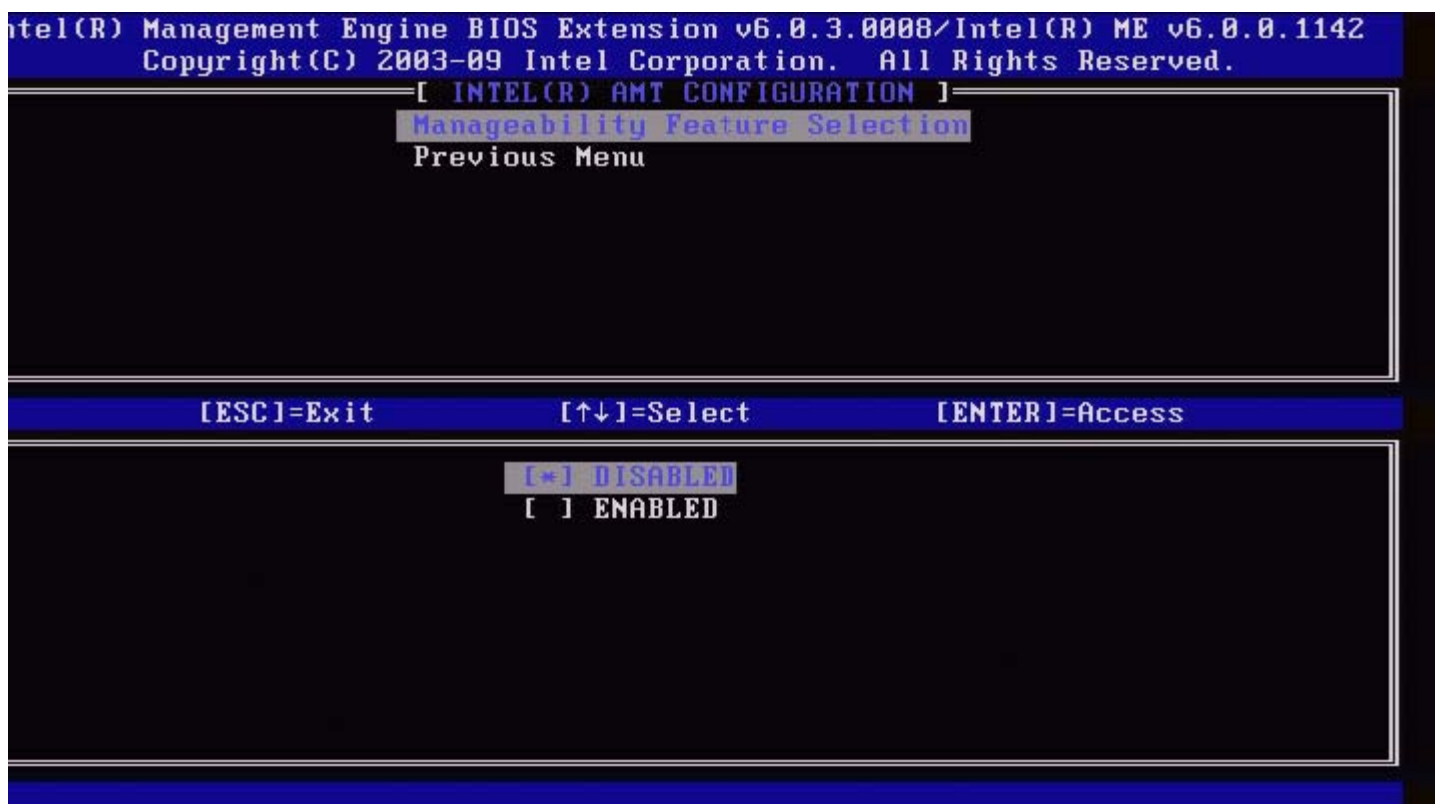 ntel(R) Management Engine BIOS Extension v6.0.3.0008/Intel(R) ME v6.0.0.1142
Copyright(C) 2003-09 Intel Corporation. All Rights Reserved.
[ INTEL(R) AMT CONFIGURATION ]
Manageability Feature Selection
Previous Menu
[ESC]=Exit [↑↓]=Select [ENTER]=Access
[*] DISABLED
[ ] ENABLED